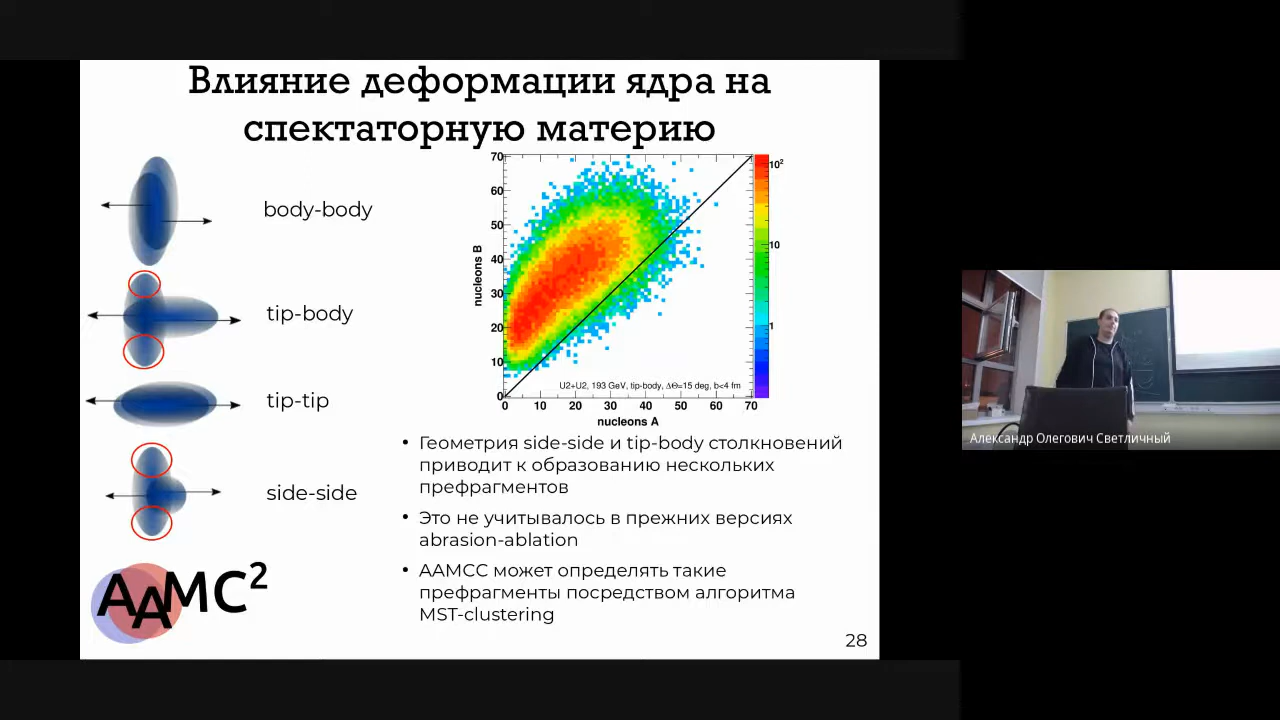 Влияние деформации ядра на
спектаторную материю
body-body
tip-body
tip-tip
side-side
AAMC²
70
60
50
40
30
20
10
0
nucleons B
0 10 20 30 40 50 60 70
nucleons A
10²
10
1
U2+U2, 193 GeV, tip-body, ΔΘ=15 deg, b<4 fm
• Геометрия side-side и tip-body столкновений
приводит к образованию нескольких
префрагментов
• Это не учитывалось в прежних версиях
abrasion-ablation
• ААМСС может определять такие
префрагменты посредством алгоритма
MST-clustering
28
Александр Олегович Светличный